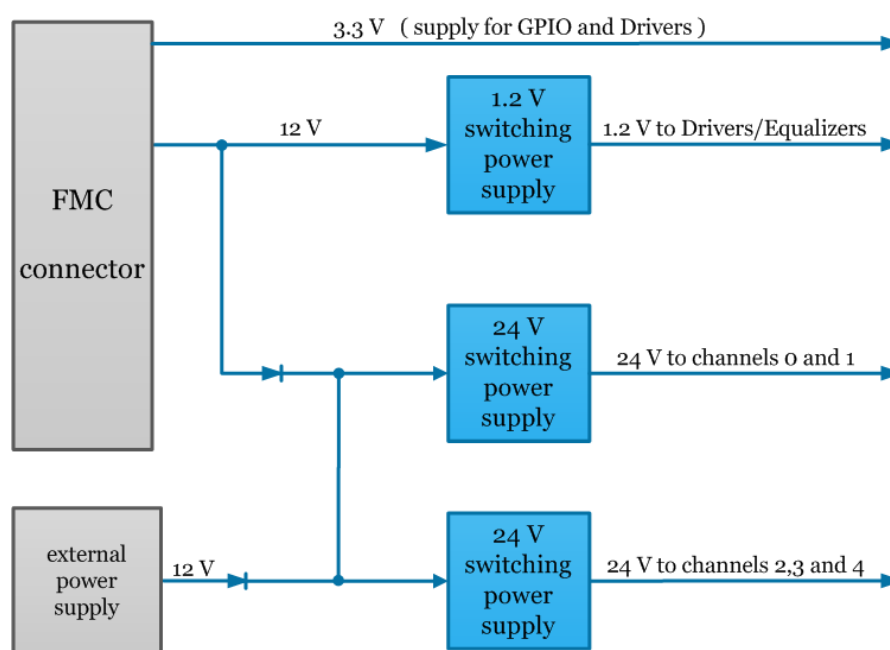 3.3 V ( supply for GPIO and Drivers )
FMC
connector
12 V
1.2 V
switching
power
supply
1.2 V to Drivers/Equalizers
24 V
switching
power
supply
24 V to channels 0 and 1
external
power
supply
12 V
24 V
switching
power
supply
24 V to channels 2,3 and 4